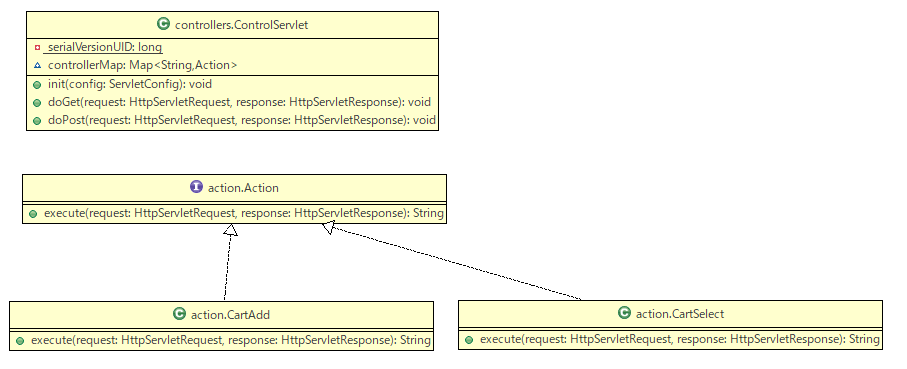 C controllers.ControlServlet
serialVersionUID: long
controllerMap: Map<String,Action>
init(config: ServletConfig): void
doGet(request: HttpServletRequest, response: HttpServletResponse): void
doPost(request: HttpServletRequest, response: HttpServletResponse): void
I action.Action
execute(request: HttpServletRequest, response: HttpServletResponse): String
C action.CartAdd
execute(request: HttpServletRequest, response: HttpServletResponse): String
C action.CartSelect
execute(request: HttpServletRequest, response: HttpServletResponse): String